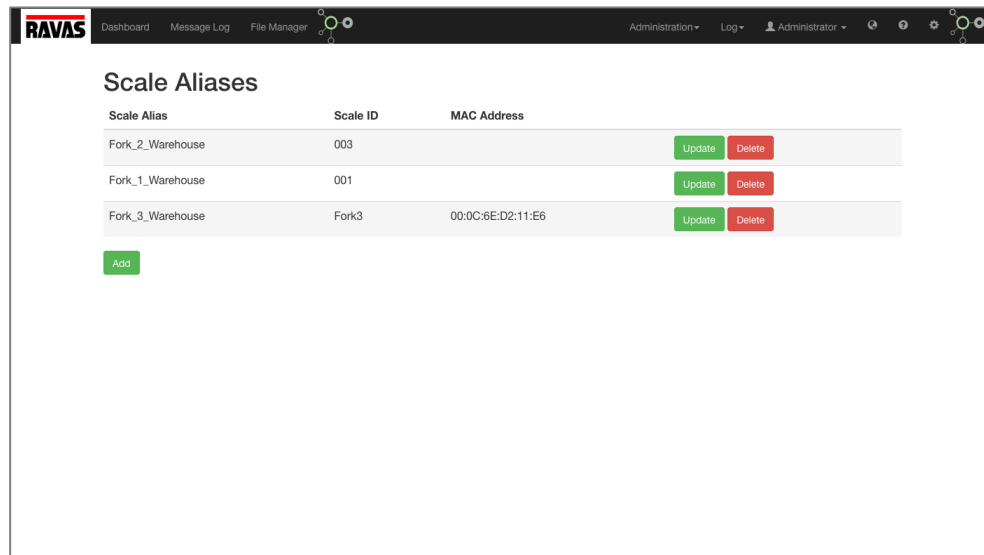 RAVAS Dashboard Message Log File Manager Administration Log Administrator
Scale Aliases
Scale Alias Scale ID MAC Address
Fork_2_Warehouse 003 Update Delete
Fork_1_Warehouse 001 Update Delete
Fork_3_Warehouse Fork3 00:0C:6E:D2:11:E6 Update Delete
Add